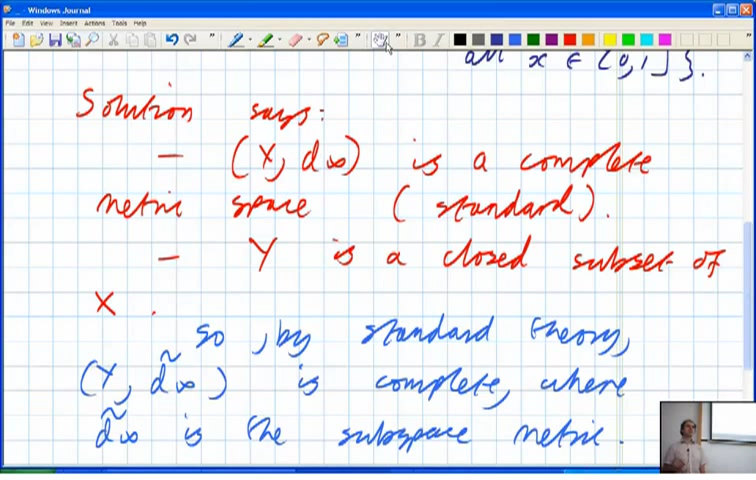 Windows Journal
File Edit View Insert Actions Tools Help
all x ∈ [0,1] }.
Solution says:
— (X, d∞) is a complete
metric space (standard).
— Y is a closed subset of
X.
so, by standard theory,
(Y, d̃∞) is complete, where
d̃∞ is the subspace metric.